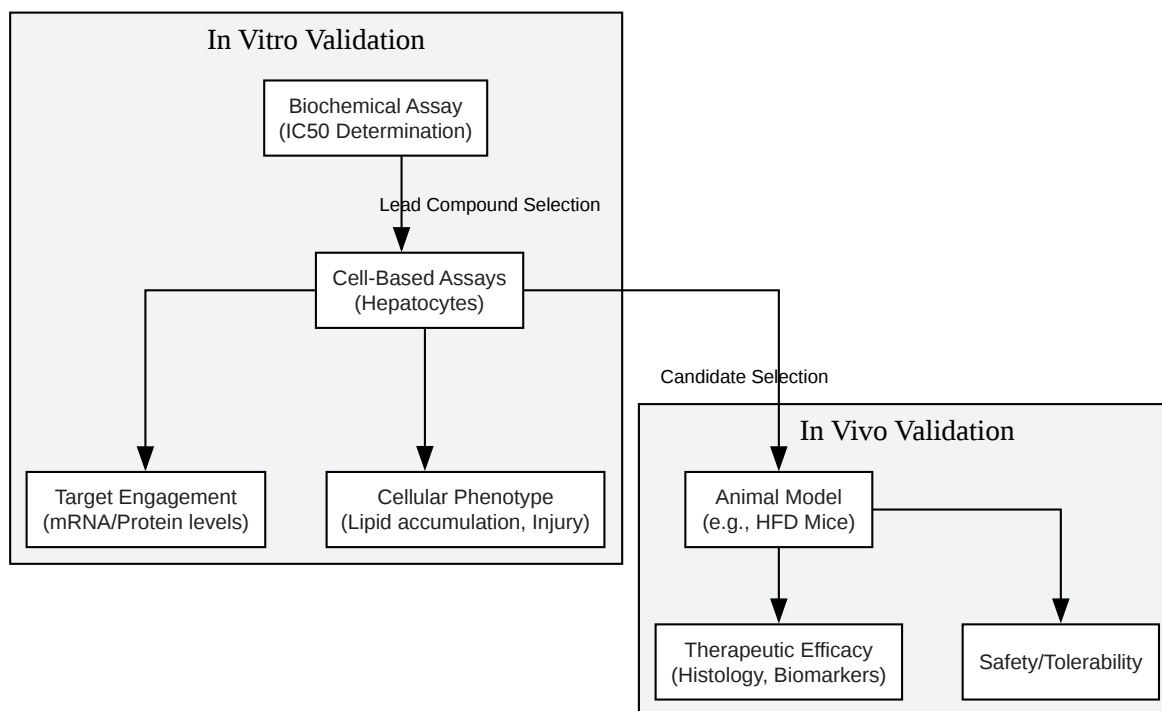 In Vitro Validation
Biochemical Assay
(IC50 Determination)
Lead Compound Selection
Cell-Based Assays
(Hepatocytes)
Candidate Selection
Target Engagement
(mRNA/Protein levels)
Cellular Phenotype
(Lipid accumulation, Injury)
In Vivo Validation
Animal Model
(e.g., HFD Mice)
Therapeutic Efficacy
(Histology, Biomarkers)
Safety/Tolerability